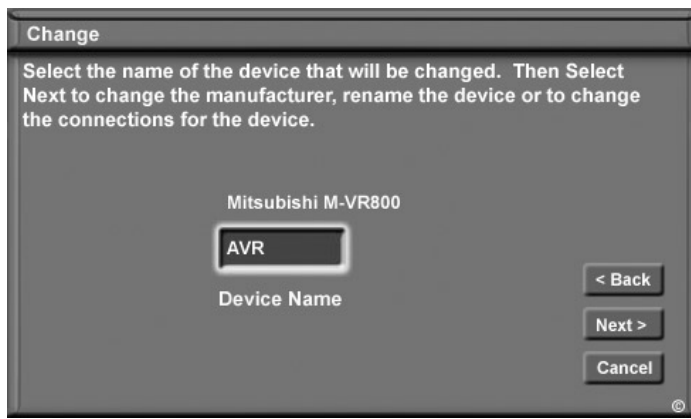 Change
Select the name of the device that will be changed.  Then Select
Next to change the manufacturer, rename the device or to change
the connections for the device.
Mitsubishi M-VR800
AVR
Device Name
< Back
Next >
Cancel
©